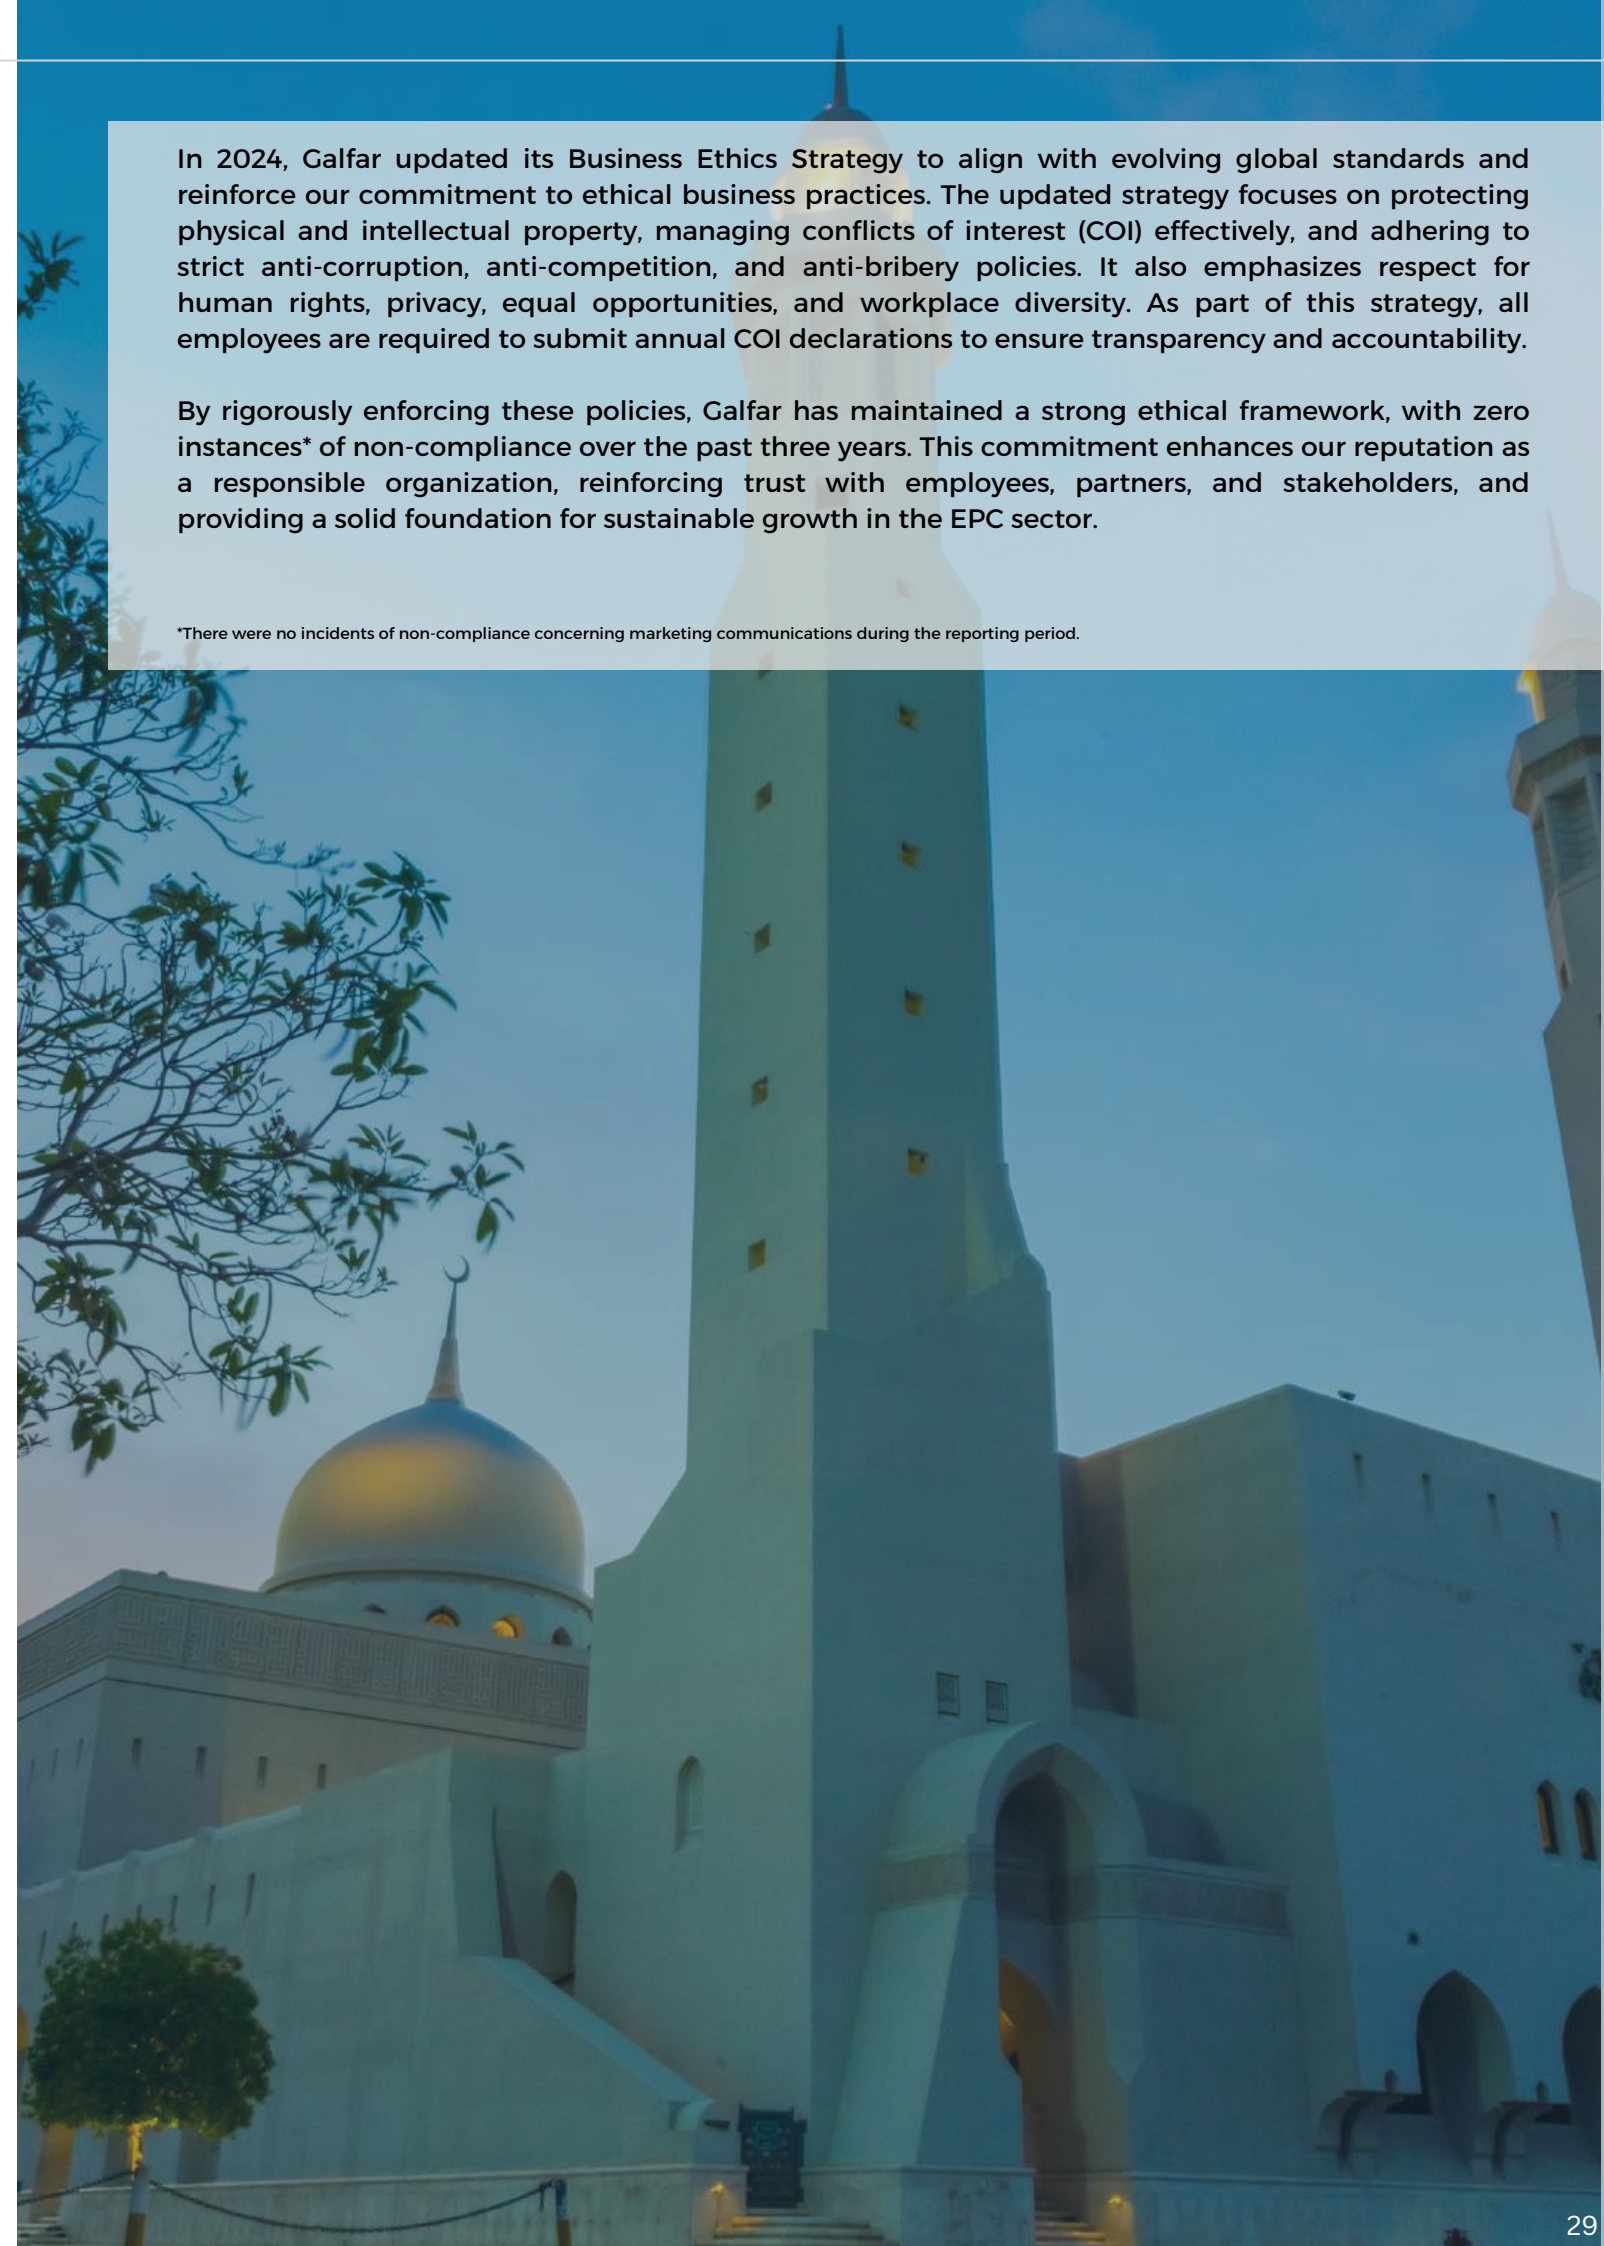 In 2024, Galfar updated its Business Ethics Strategy to align with evolving global standards and
reinforce our commitment to ethical business practices. The updated strategy focuses on protecting
physical and intellectual property, managing conflicts of interest (COI) effectively, and adhering to
strict anti-corruption, anti-competition, and anti-bribery policies. It also emphasizes respect for
human rights, privacy, equal opportunities, and workplace diversity. As part of this strategy, all
employees are required to submit annual COI declarations to ensure transparency and accountability.
By rigorously enforcing these policies, Galfar has maintained a strong ethical framework, with zero
instances* of non-compliance over the past three years. This commitment enhances our reputation as
a responsible organization, reinforcing trust with employees, partners, and stakeholders, and
providing a solid foundation for sustainable growth in the EPC sector.
*There were no incidents of non-compliance concerning marketing communications during the reporting period.
29